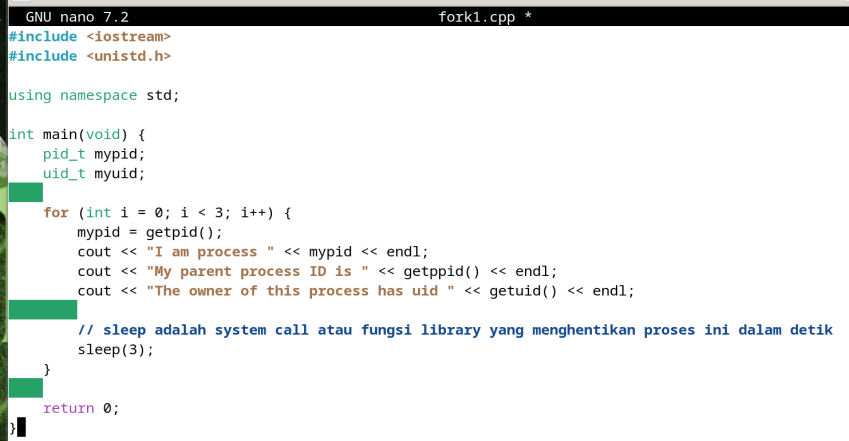 GNU nano 7.2 fork1.cpp *
#include <iostream>
#include <unistd.h>
using namespace std;
int main(void) {
    pid_t mypid;
    uid_t myuid;
    for (int i = 0; i < 3; i++) {
        mypid = getpid();
        cout << "I am process " << mypid << endl;
        cout << "My parent process ID is " << getppid() << endl;
        cout << "The owner of this process has uid " << getuid() << endl;
        // sleep adalah system call atau fungsi library yang menghentikan proses ini dalam detik
        sleep(3);
    }
    return 0;
}